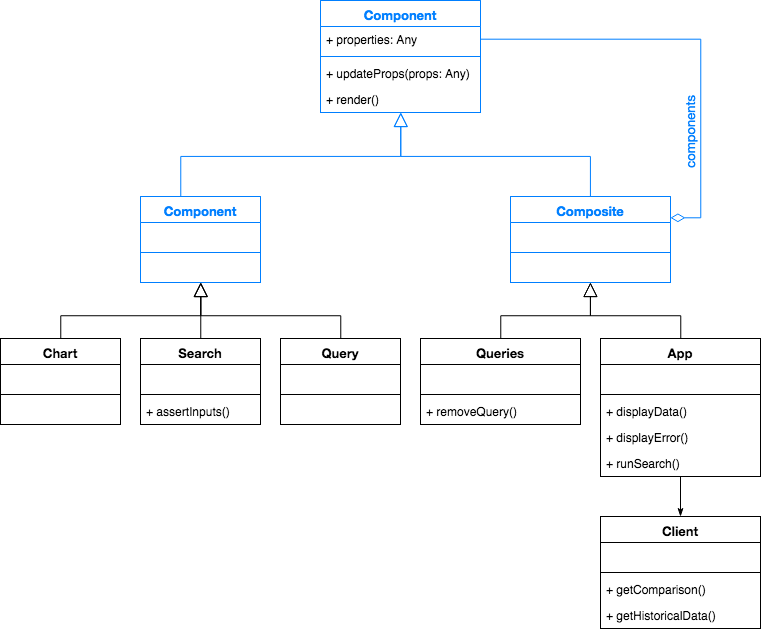 Component
+ properties: Any
+ updateProps(props: Any)
+ render()
components
Component
Composite
Chart
Search
+ assertInputs()
Query
Queries
+ removeQuery()
App
+ displayData()
+ displayError()
+ runSearch()
Client
+ getComparison()
+ getHistoricalData()